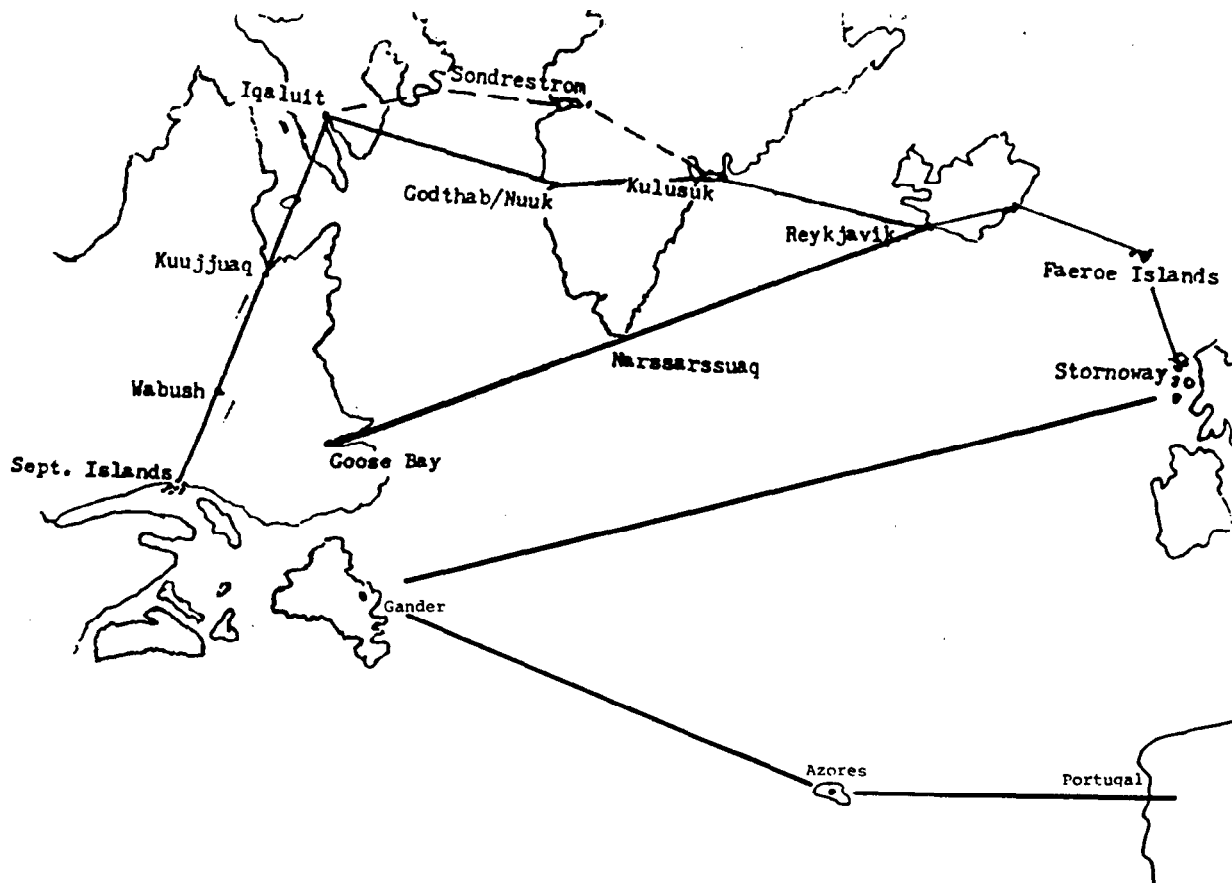 Sondrestrom
Iqaluit
Godthab/Nuuk
Kulusuk
Reykjavik
Kuujjuaq
Faeroe Islands
Narssarssuaq
Stornoway
Wabush
Goose Bay
Sept. Islands
Gander
Azores
Portugal